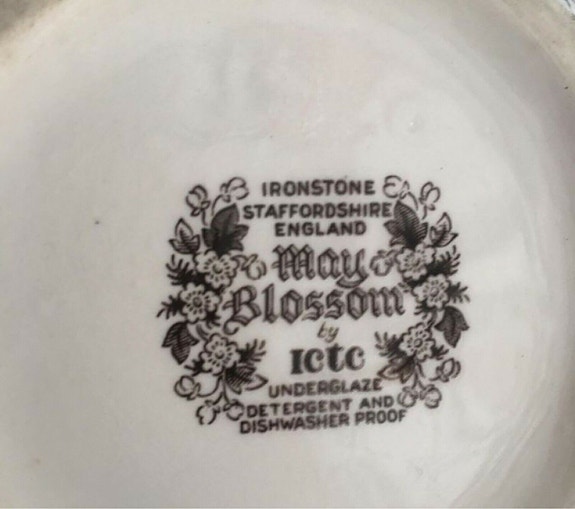 IRONSTONE
STAFFORDSHIRE
ENGLAND
May
Blossom
by
ICTC
UNDERGLAZE
DETERGENT AND
DISHWASHER PROOF